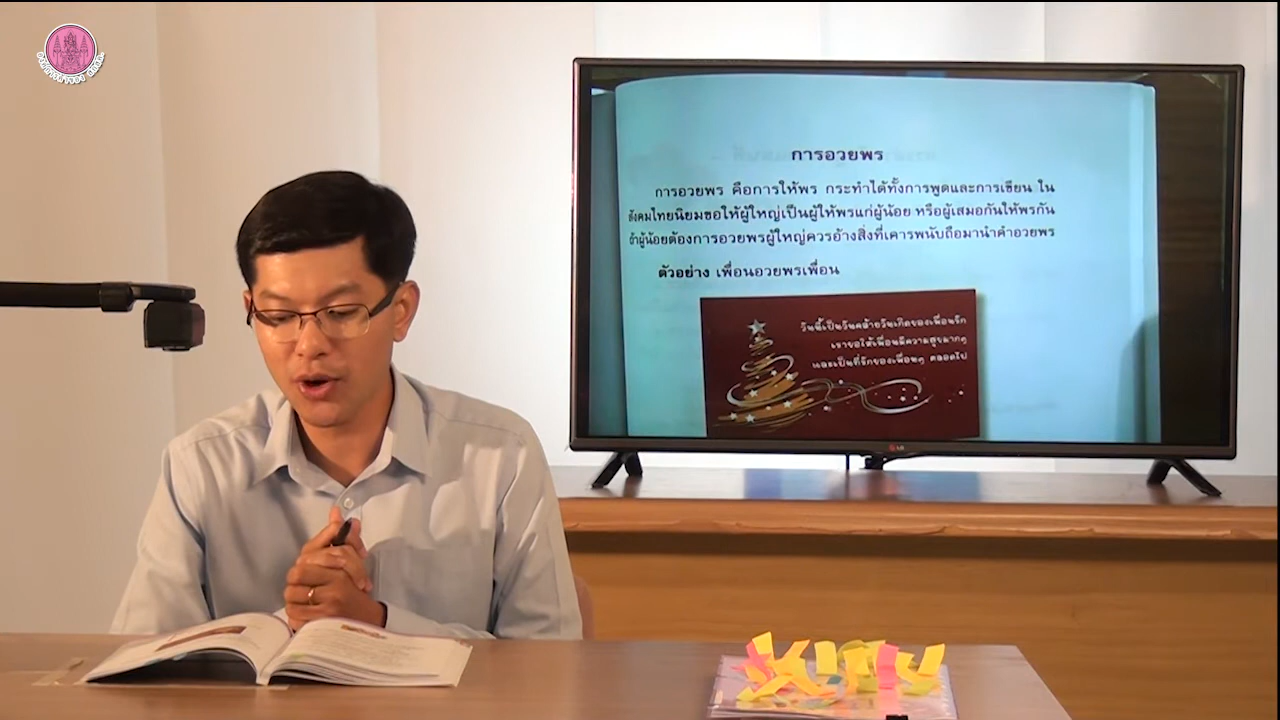 การอวยพร
การอวยพร คือการให้พร กระทำได้ทั้งการพูดและการเขียน ใน
สังคมไทยนิยมขอให้ผู้ใหญ่เป็นผู้ให้พรแก่ผู้น้อย หรือผู้เสมอกันให้พรกัน
ถ้าผู้น้อยต้องการอวยพรผู้ใหญ่ควรอ้างสิ่งที่เคารพนับถือมานำคำอวยพร
ตัวอย่าง เพื่อนอวยพรเพื่อน
วันนี้เป็นวันคล้ายวันเกิดของเพื่อนรัก
เราขอให้เพื่อนมีความสุขมากๆ
และเป็นที่รักของเพื่อนๆ ตลอดไป
LG